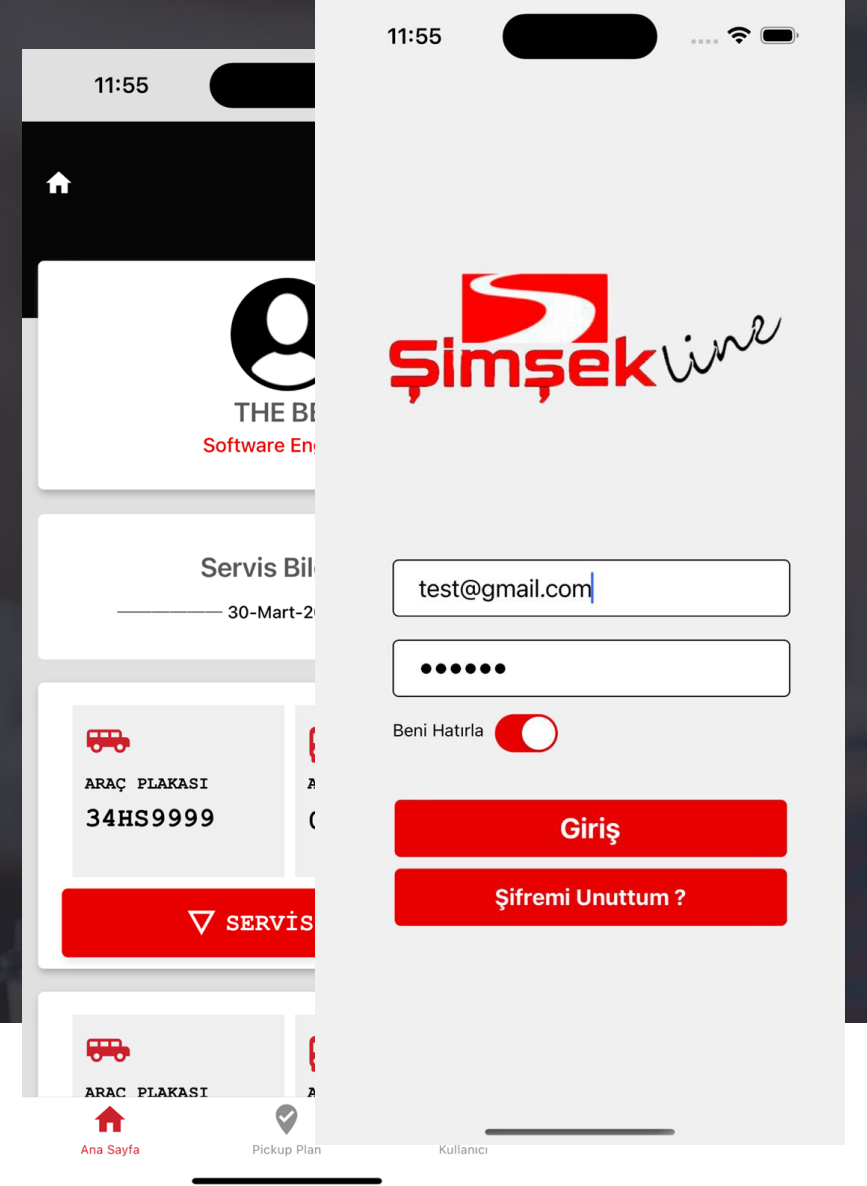 11:55
11:55
Şimşek line
THE BE
Software Eng
Servis Bil
30-Mart-2
test@gmail.com
Beni Hatırla
Giriş
Şifremi Unuttum ?
ARAÇ PLAKASI
34HS9999
SERVİS
ARAÇ PLAKASI
Ana Sayfa
Pickup Plan
Kullanıcı